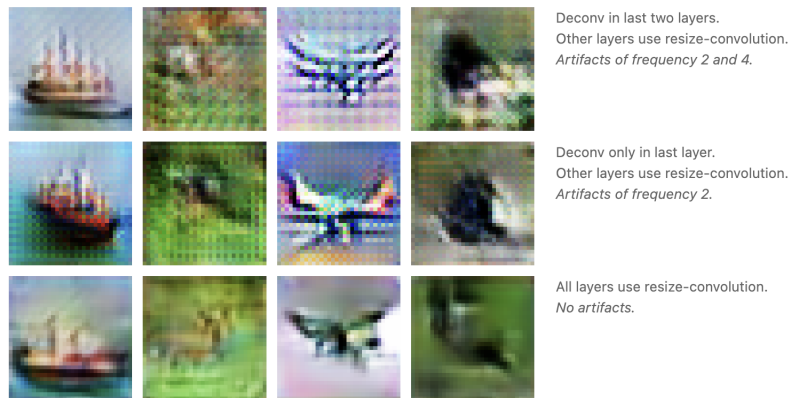 Deconv in last two layers.
Other layers use resize-convolution.
Artifacts of frequency 2 and 4.
Deconv only in last layer.
Other layers use resize-convolution.
Artifacts of frequency 2.
All layers use resize-convolution.
No artifacts.